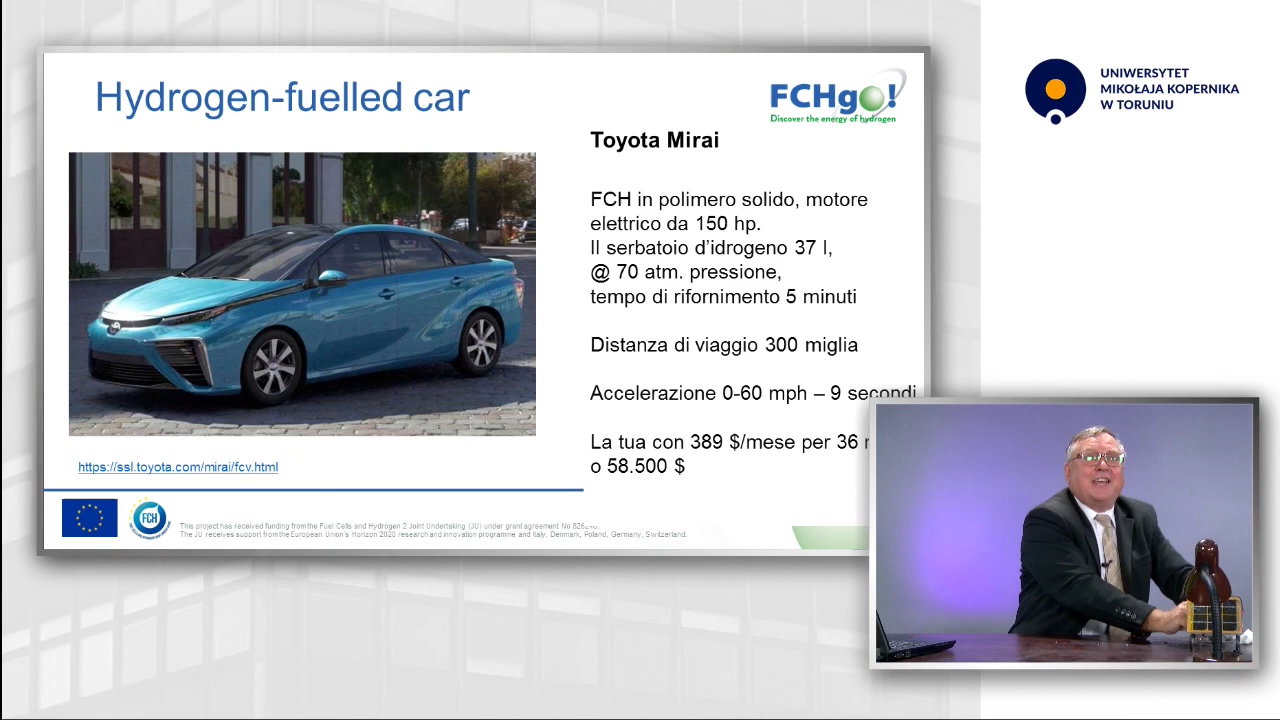 Hydrogen-fuelled car
FCHgo!
Discover the energy of hydrogen
Toyota Mirai
FCH in polimero solido, motore
elettrico da 150 hp.
Il serbatoio d'idrogeno 37 l,
@ 70 atm. pressione,
tempo di rifornimento 5 minuti
Distanza di viaggio 300 miglia
Accelerazione 0-60 mph – 9 secondi
La tua con 389 $/mese per 36
o 58.500 $
https://ssl.toyota.com/mirai/fcv.html
FCH
This project has received funding from the Fuel Cells and Hydrogen 2 Joint Undertaking (JU) under grant agreement No
The JU receives support from the European Union's Horizon 2020 research and innovation programme and Italy, Denmark, Poland, Germany, Switzerland.
UNIWERSYTET
MIKOŁAJA KOPERNIKA
W TORUNIU